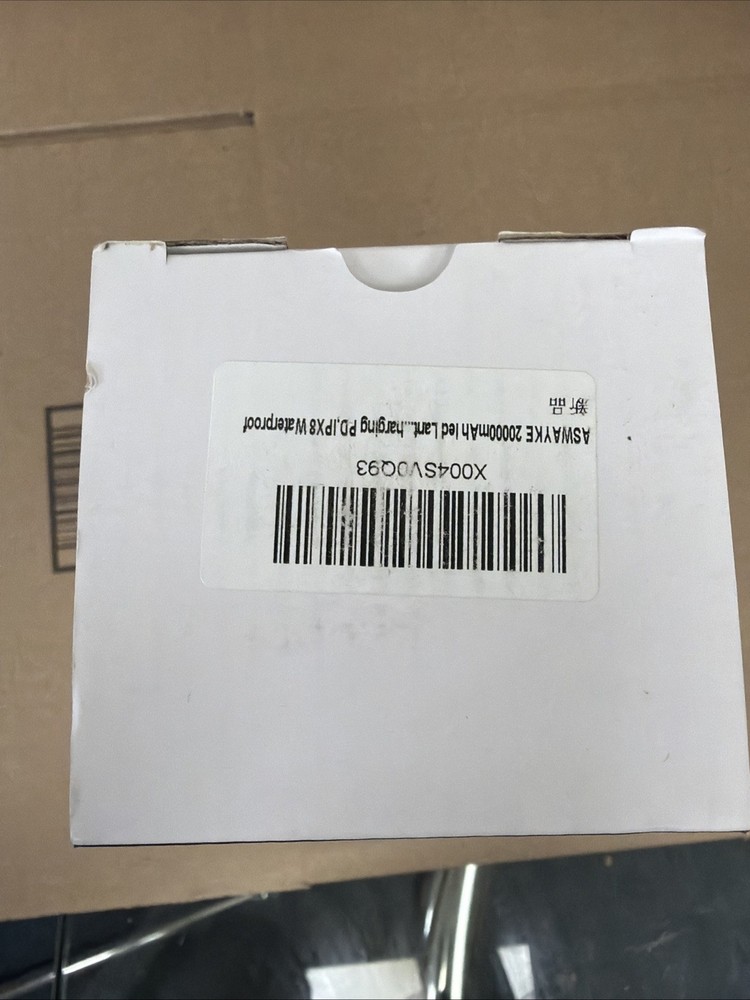 X004SV0Q93
ASWAYKE 20000mAh led Lant...harging PD,IPX8 Waterproof
新品